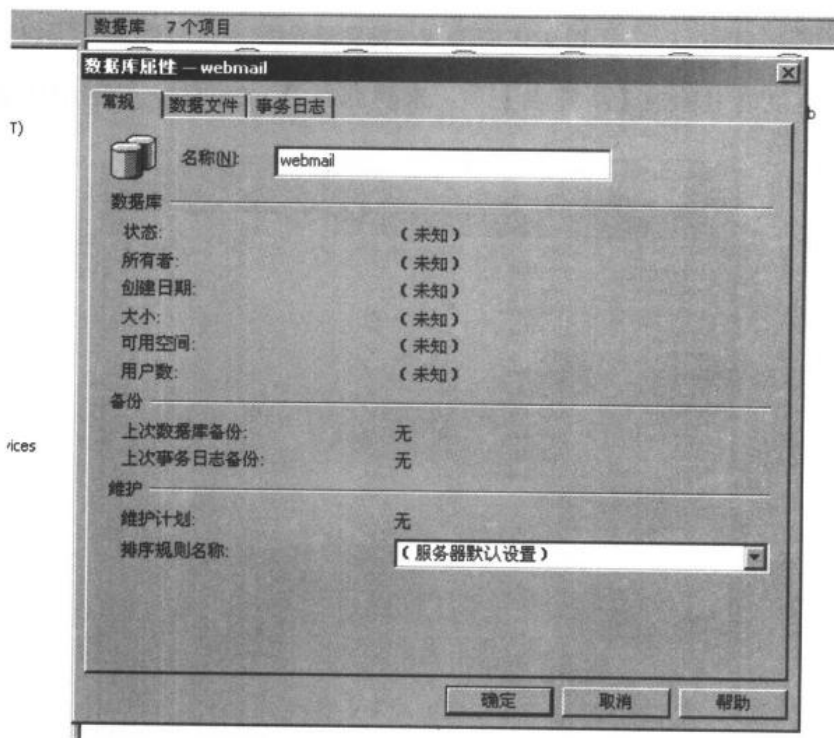 数据库 7个项目
数据库属性 — webmail
常规 数据文件 事务日志
T)
名称(N): webmail
数据库
状态: (未知)
所有者: (未知)
创建日期: (未知)
大小: (未知)
可用空间: (未知)
用户数: (未知)
备份
上次数据库备份: 无
上次事务日志备份: 无
vices
维护
维护计划: 无
排序规则名称: (服务器默认设置)
确定 取消 帮助